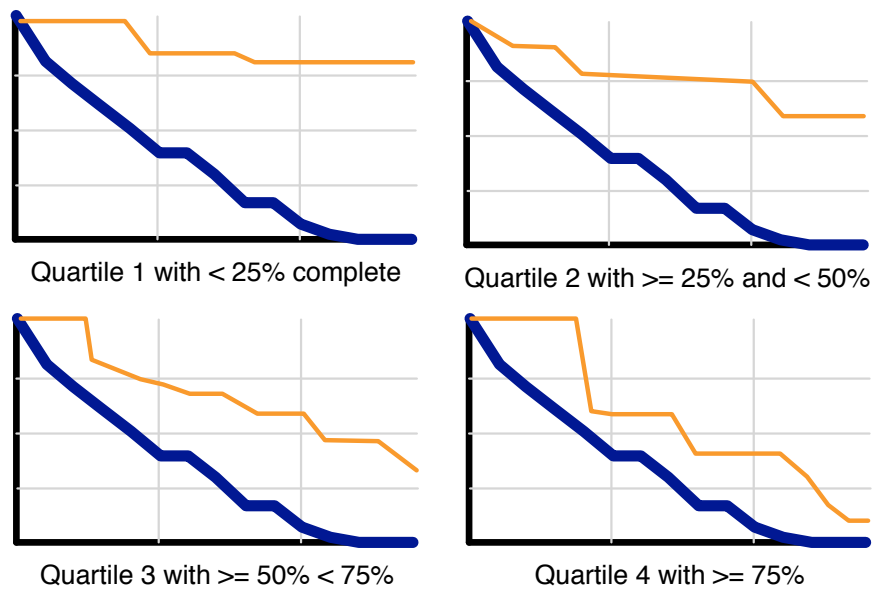 Quartile 1 with < 25% complete
Quartile 2 with >= 25% and < 50%
Quartile 3 with >= 50% < 75%
Quartile 4 with >= 75%